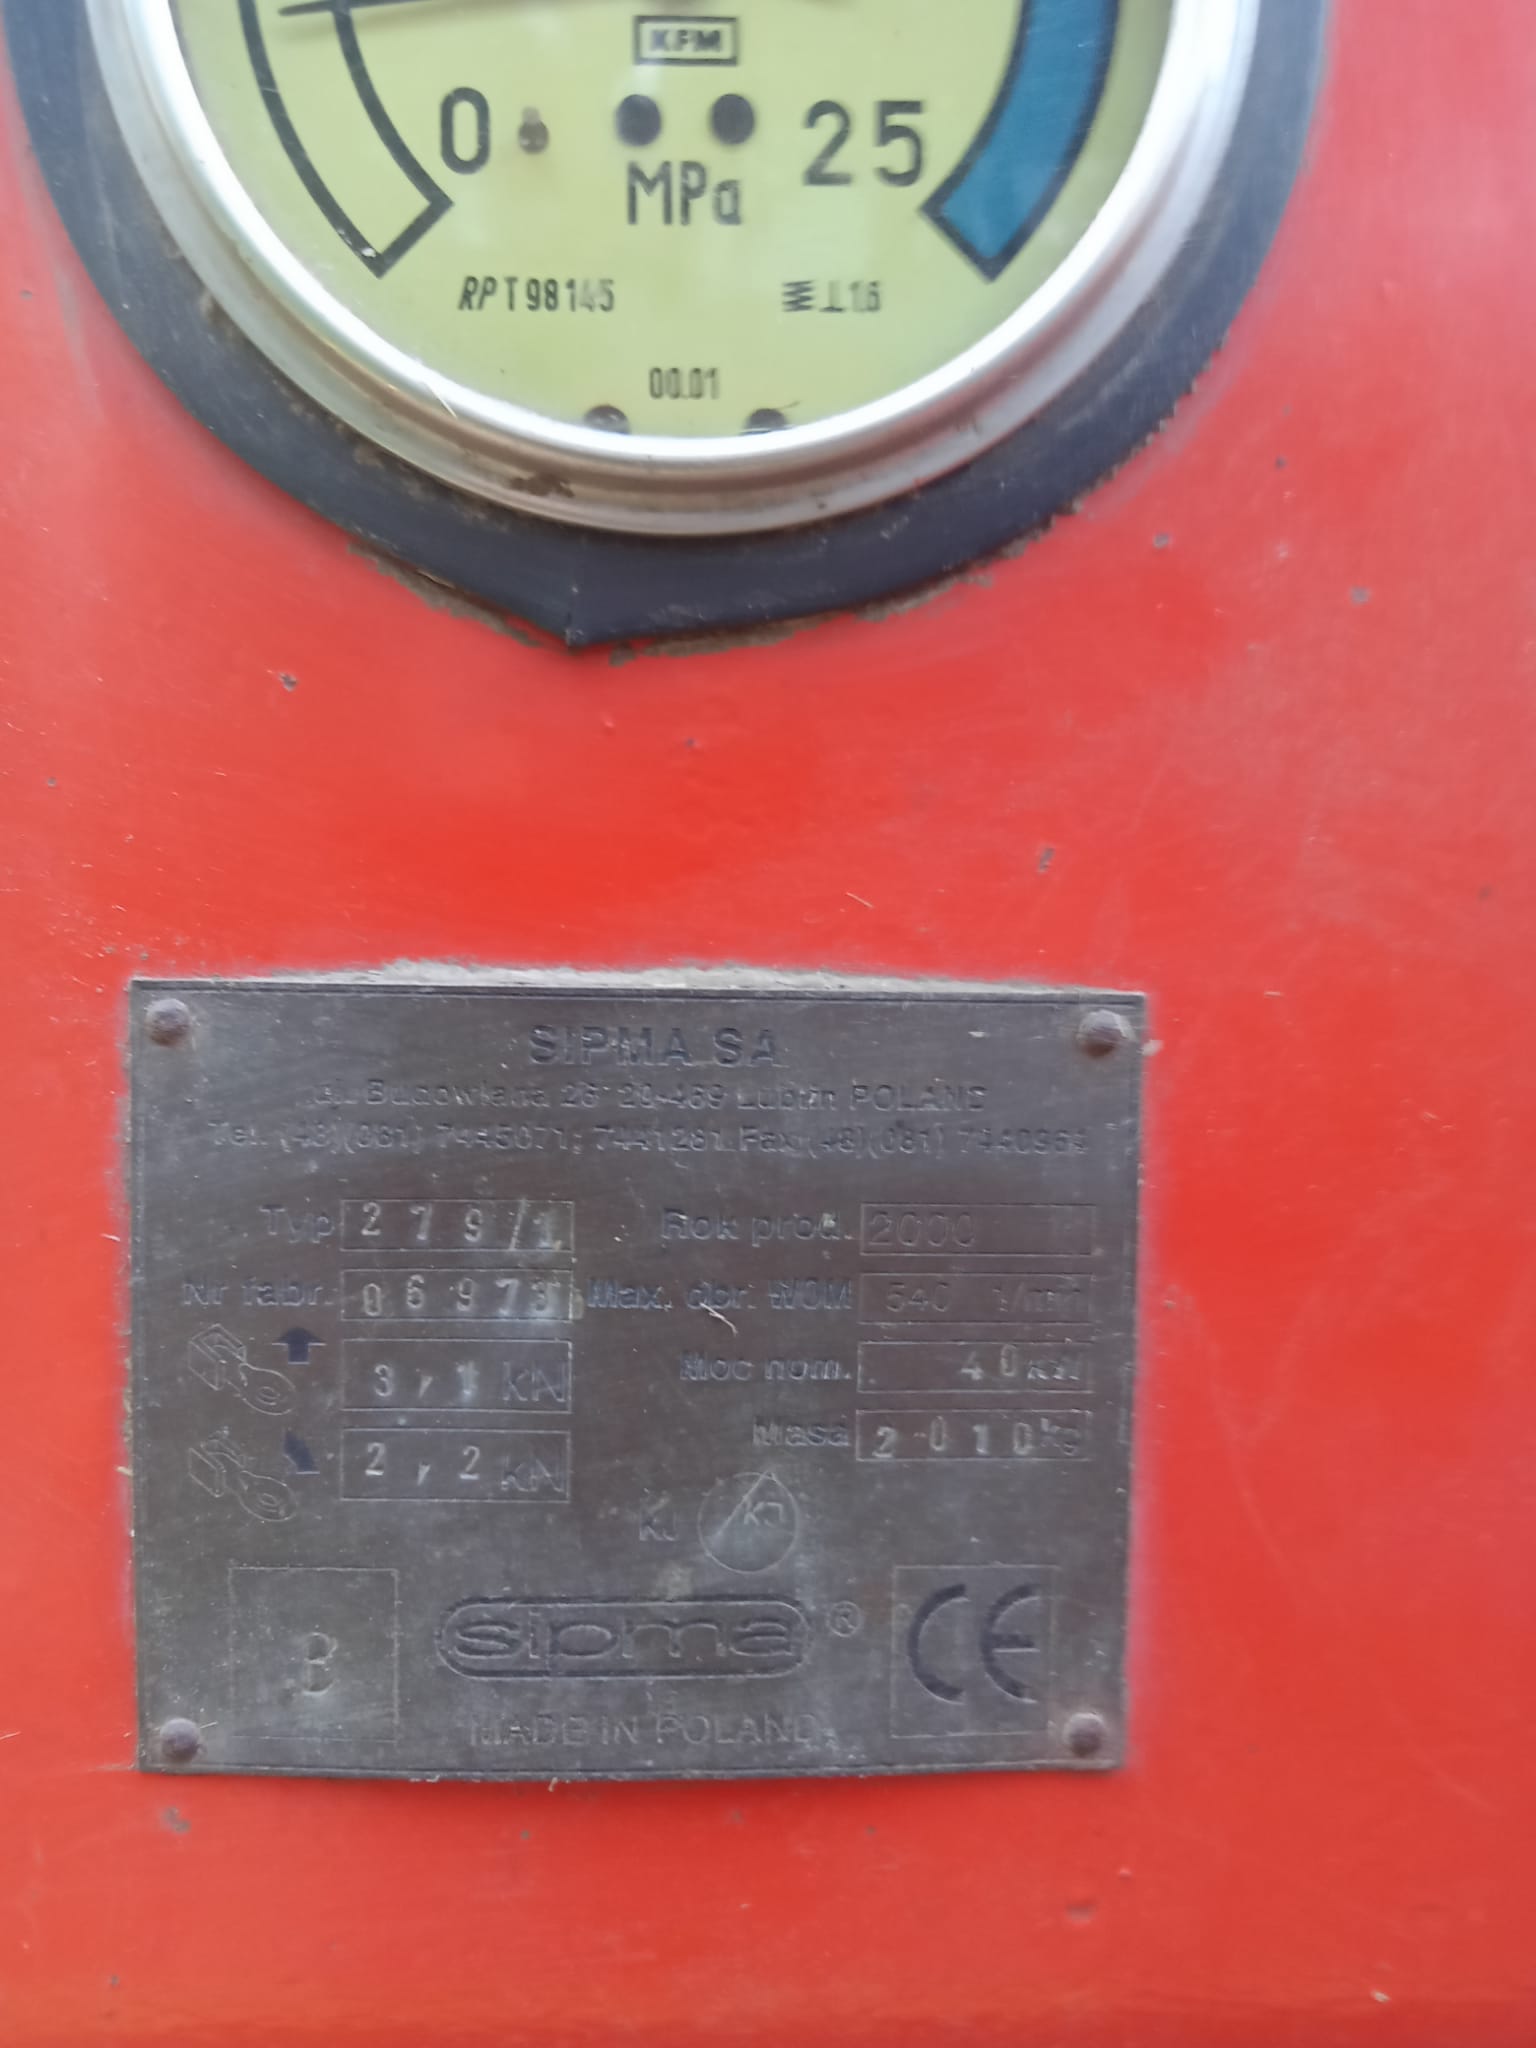 KFM
0 25
MPa
RPT98145 ⊥1.6
00.01
SIPMA SA
ul. Budowlana 26 20-469 Lublin POLAND
Tel. (48)(081) 7445071; 7441281 Fax (48)(081) 7440964
Typ 279/1 Rok prod. 2000
Nr fabr. 06973 Max. obr. WOM 540 1/min
3,1 kN Moc nom. 40 kW
2,2 kN Masa 2010 kg
KJ KJ
B sipma® CE
MADE IN POLAND